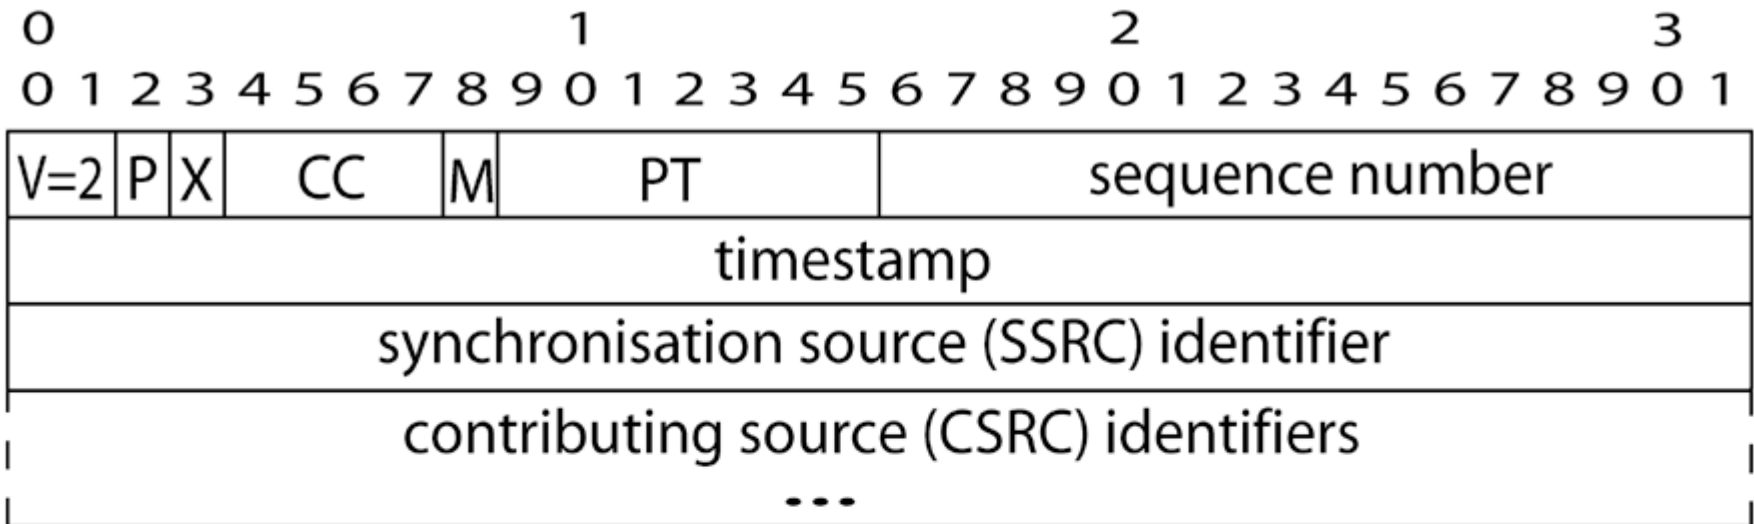 0 1 2 3
0 1 2 3 4 5 6 7 8 9 0 1 2 3 4 5 6 7 8 9 0 1 2 3 4 5 6 7 8 9 0 1
V=2 P X CC M PT sequence number
timestamp
synchronisation source (SSRC) identifier
contributing source (CSRC) identifiers
...